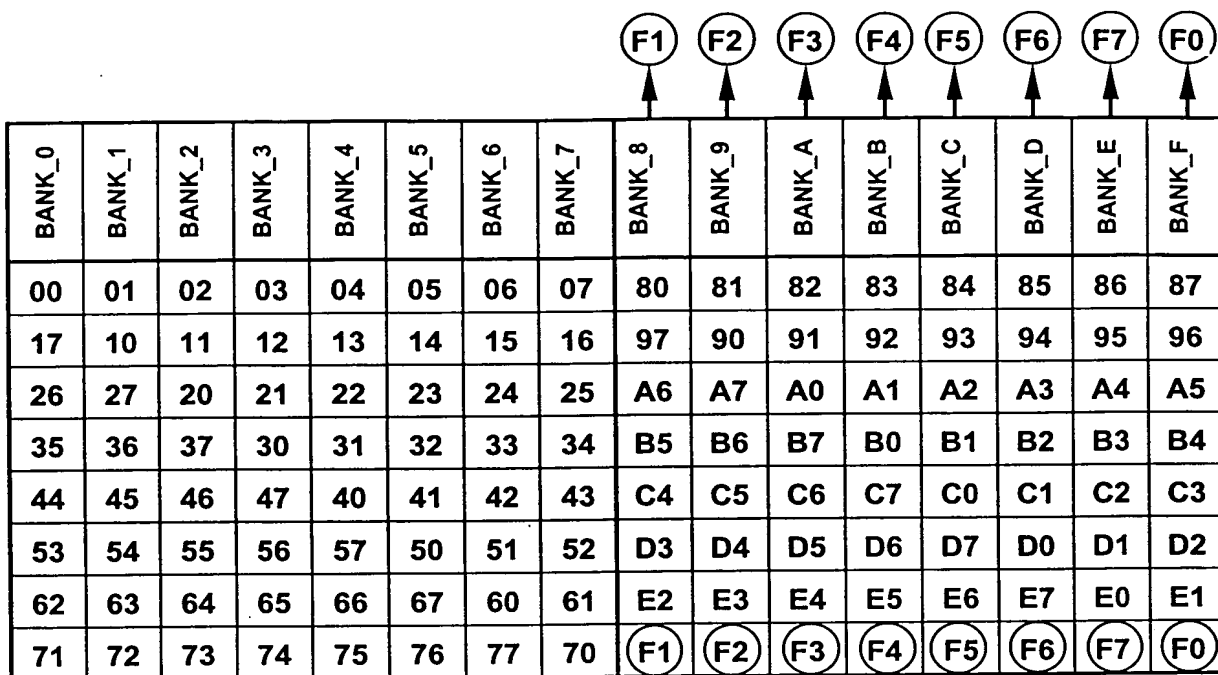 F1 F2 F3 F4 F5 F6 F7 F0
BANK_0 BANK_1 BANK_2 BANK_3 BANK_4 BANK_5 BANK_6 BANK_7 BANK_8 BANK_9 BANK_A BANK_B BANK_C BANK_D BANK_E BANK_F
00 01 02 03 04 05 06 07 80 81 82 83 84 85 86 87
17 10 11 12 13 14 15 16 97 90 91 92 93 94 95 96
26 27 20 21 22 23 24 25 A6 A7 A0 A1 A2 A3 A4 A5
35 36 37 30 31 32 33 34 B5 B6 B7 B0 B1 B2 B3 B4
44 45 46 47 40 41 42 43 C4 C5 C6 C7 C0 C1 C2 C3
53 54 55 56 57 50 51 52 D3 D4 D5 D6 D7 D0 D1 D2
62 63 64 65 66 67 60 61 E2 E3 E4 E5 E6 E7 E0 E1
71 72 73 74 75 76 77 70 F1 F2 F3 F4 F5 F6 F7 F0